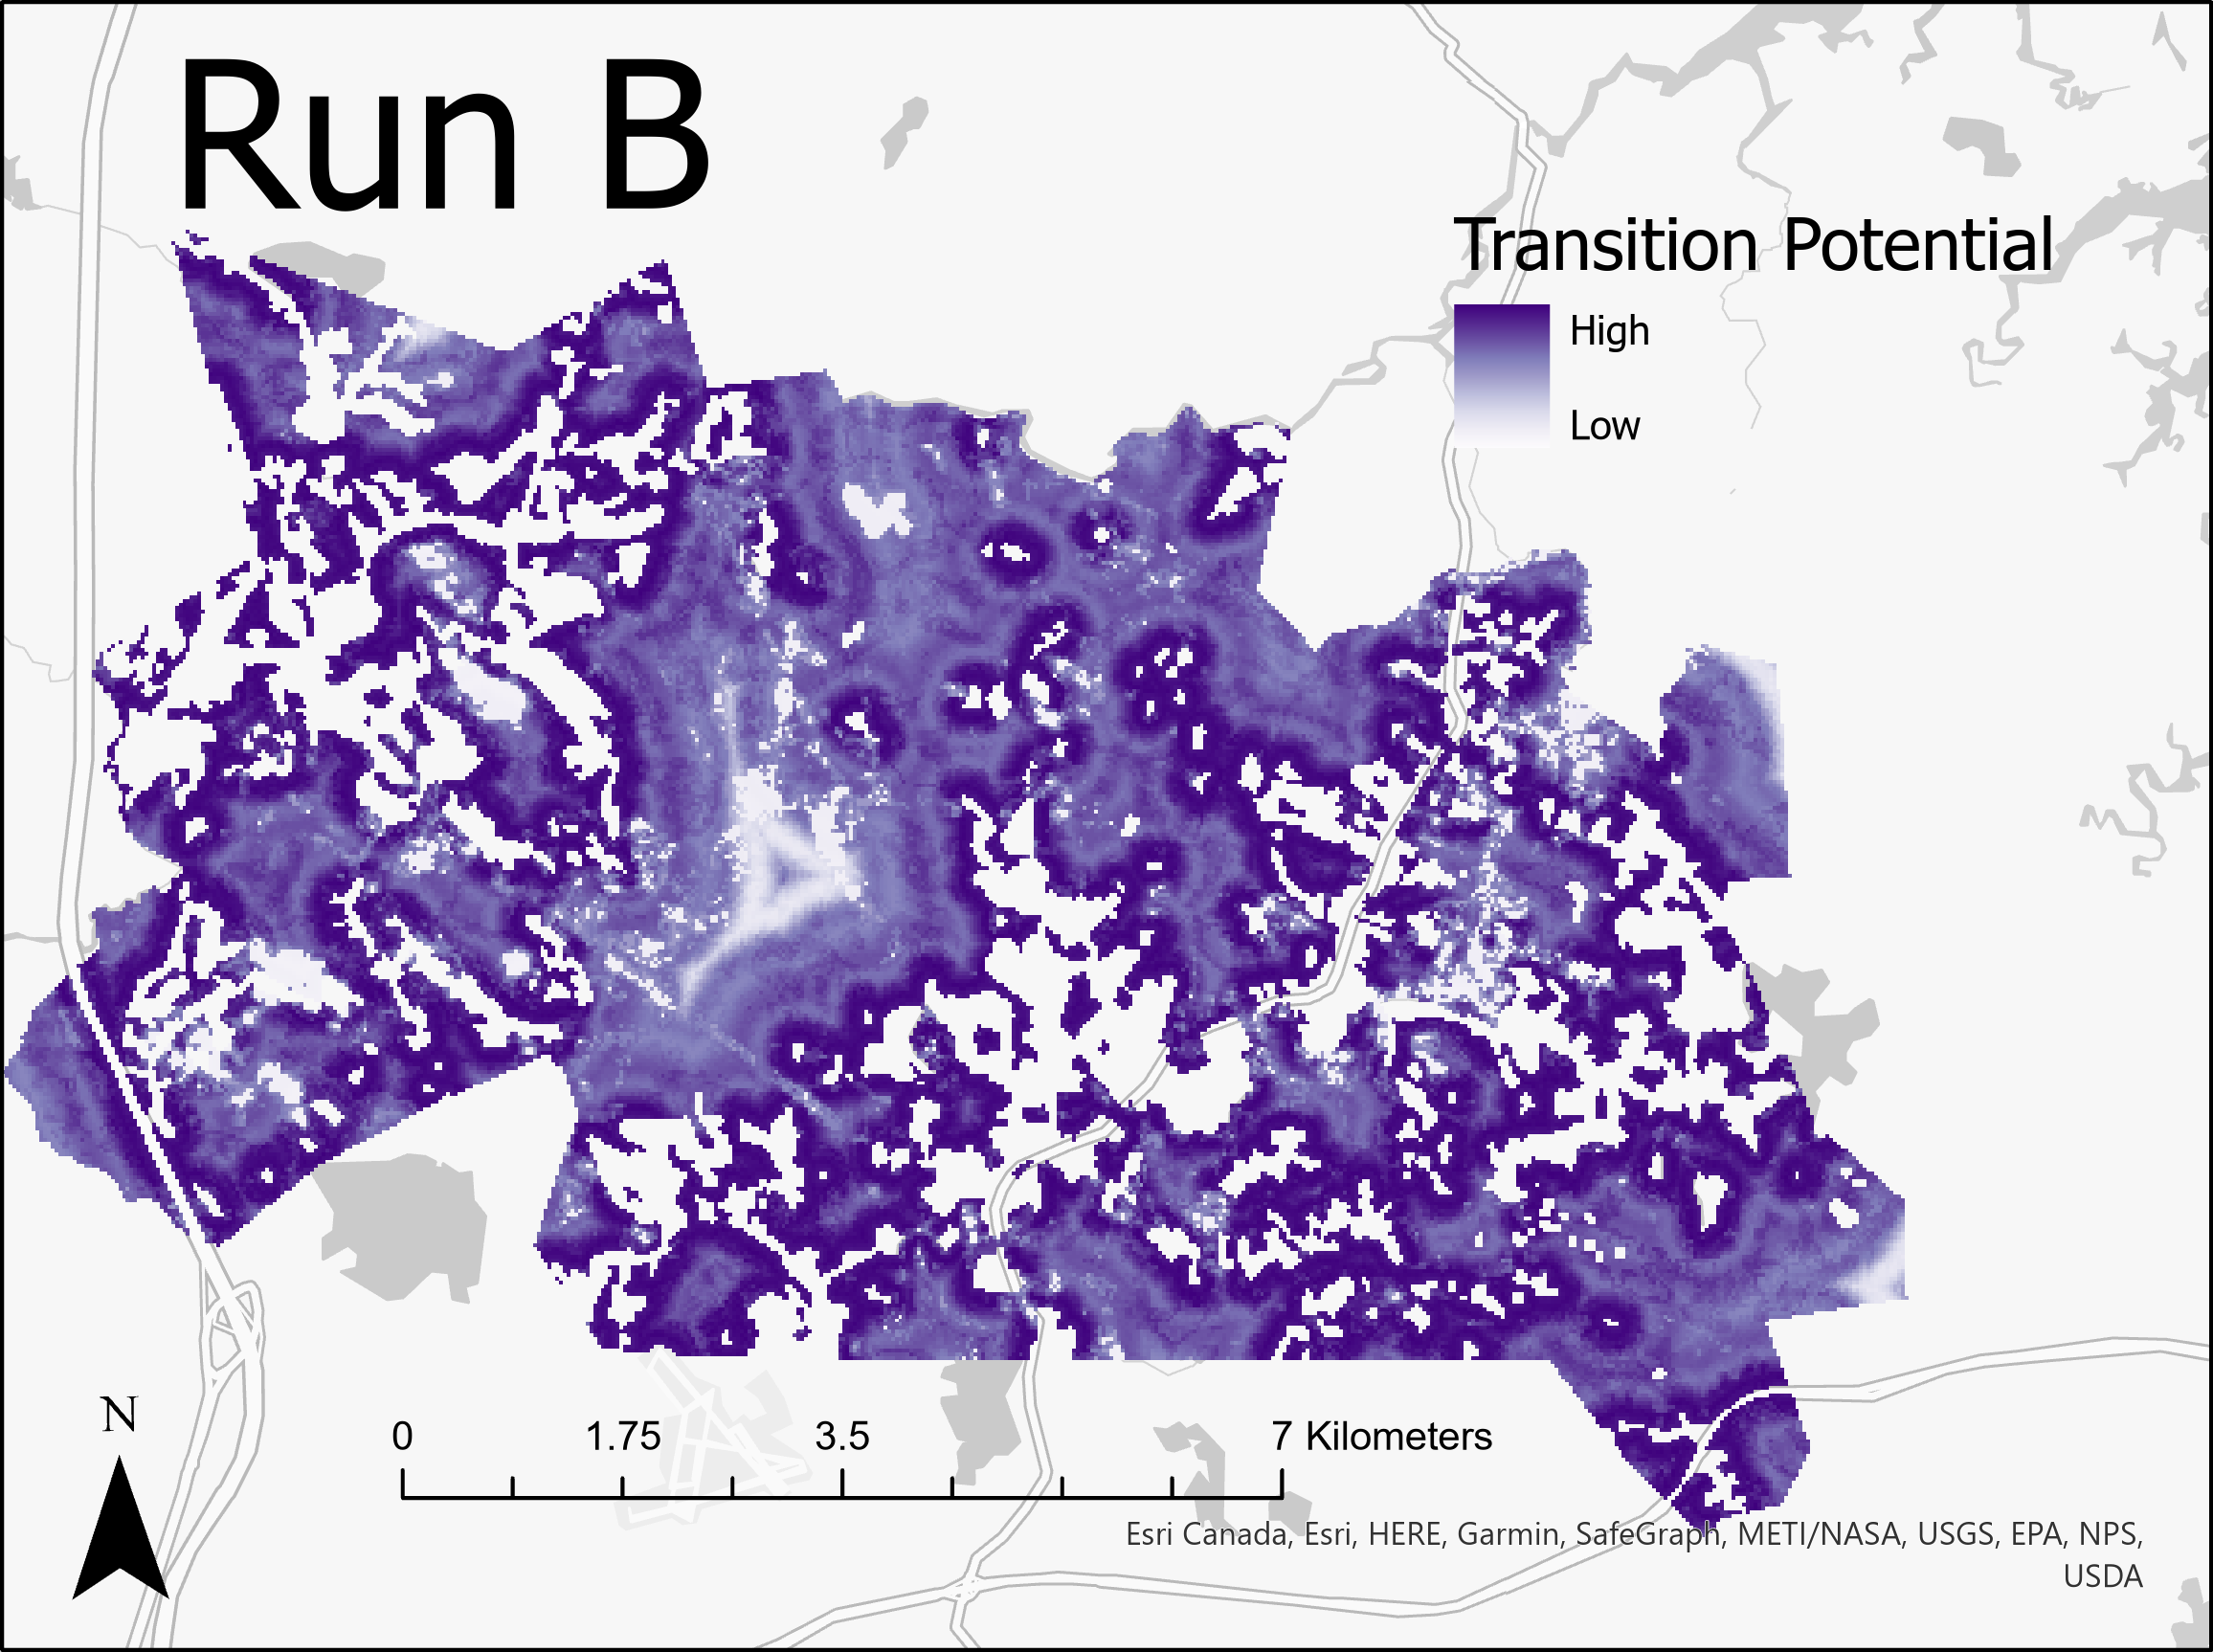 Run B
Transition Potential
High
Low
N
0 1.75 3.5 7 Kilometers
Esri Canada, Esri, HERE, Garmin, SafeGraph, METI/NASA, USGS, EPA, NPS,
USDA